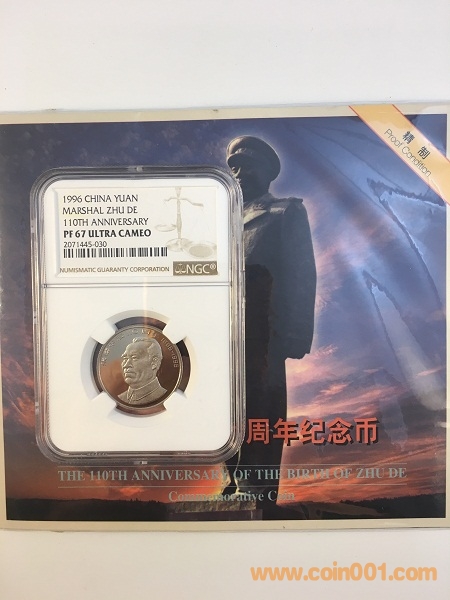 精制
Proof Condition
1996 CHINA YUAN
MARSHAL ZHU DE
110TH ANNIVERSARY
PF 67 ULTRA CAMEO
2071445-030
NUMISMATIC GUARANTY CORPORATION
NGC®
周年纪念币
THE 110TH ANNIVERSARY OF THE BIRTH OF ZHU DE
Commemorative Coin
www.coin001.com